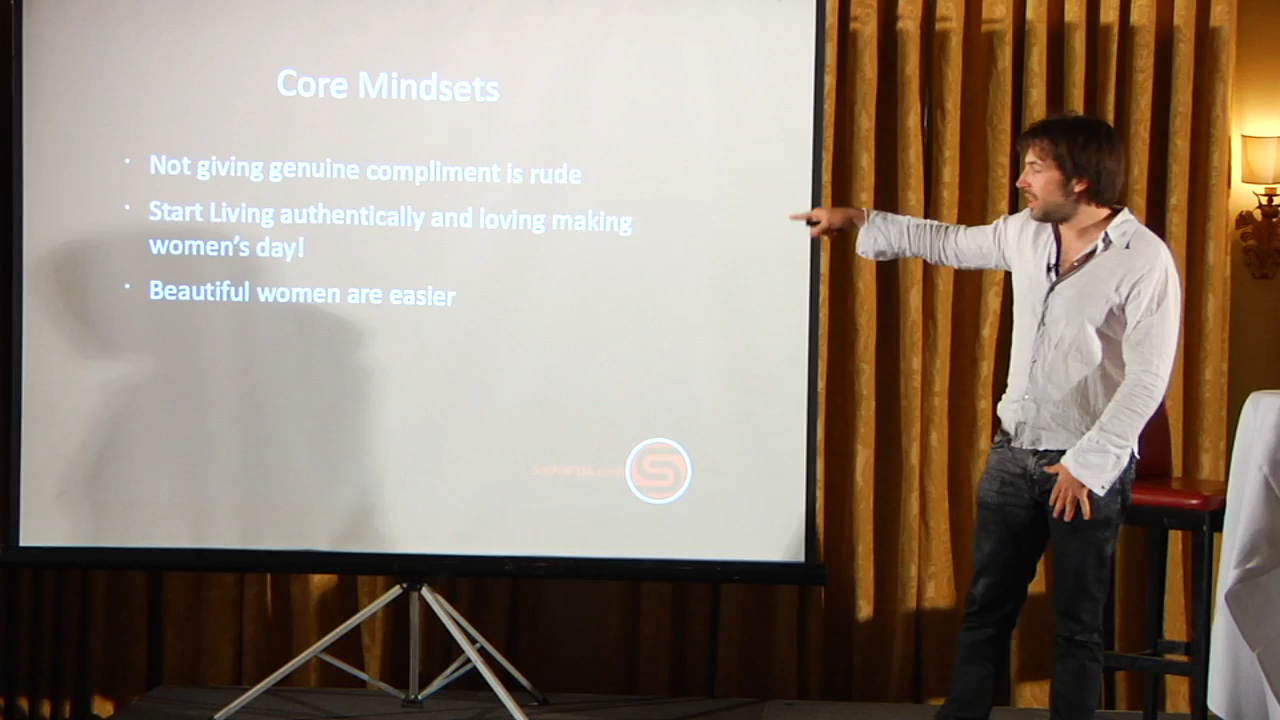 Core Mindsets
· Not giving genuine compliment is rude
· Start Living authentically and loving making
women's day!
· Beautiful women are easier